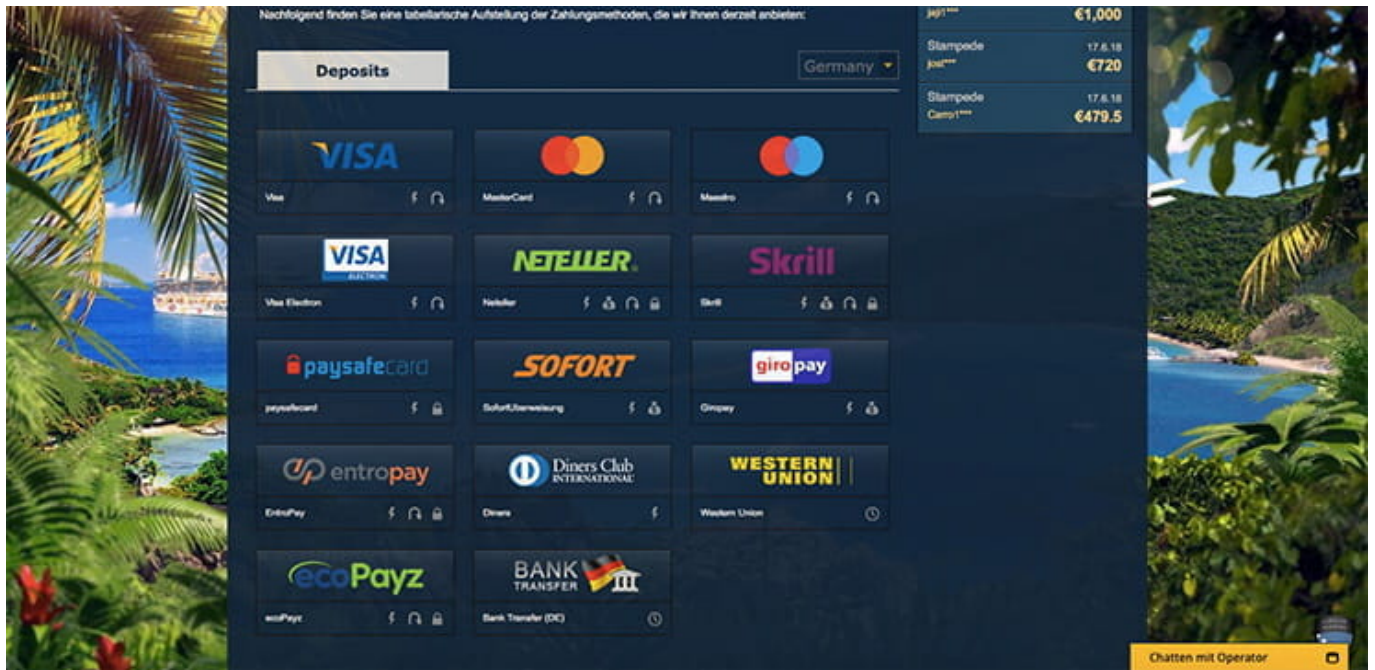 Nachfolgend finden Sie eine tabellarische Aufstellung der Zahlungsmethoden, die wir Ihnen derzeit anbieten:
Deposits
Germany
€1,000
Stampede 17.6.18
jost*** €720
Stampede 17.6.18
Carro1*** €479.5
VISA
Visa
MasterCard
Maestro
VISA
ELECTRON
Visa Electron
NETELLER
Neteller
Skrill
Skrill
paysafecard
paysafecard
SOFORT
SofortÜberweisung
giropay
Giropay
entropay
EntroPay
Diners Club
INTERNATIONAL
Diners
WESTERN
UNION
Western Union
ecoPayz
ecoPayz
BANK
TRANSFER
Bank Transfer (DE)
Chatten mit Operator